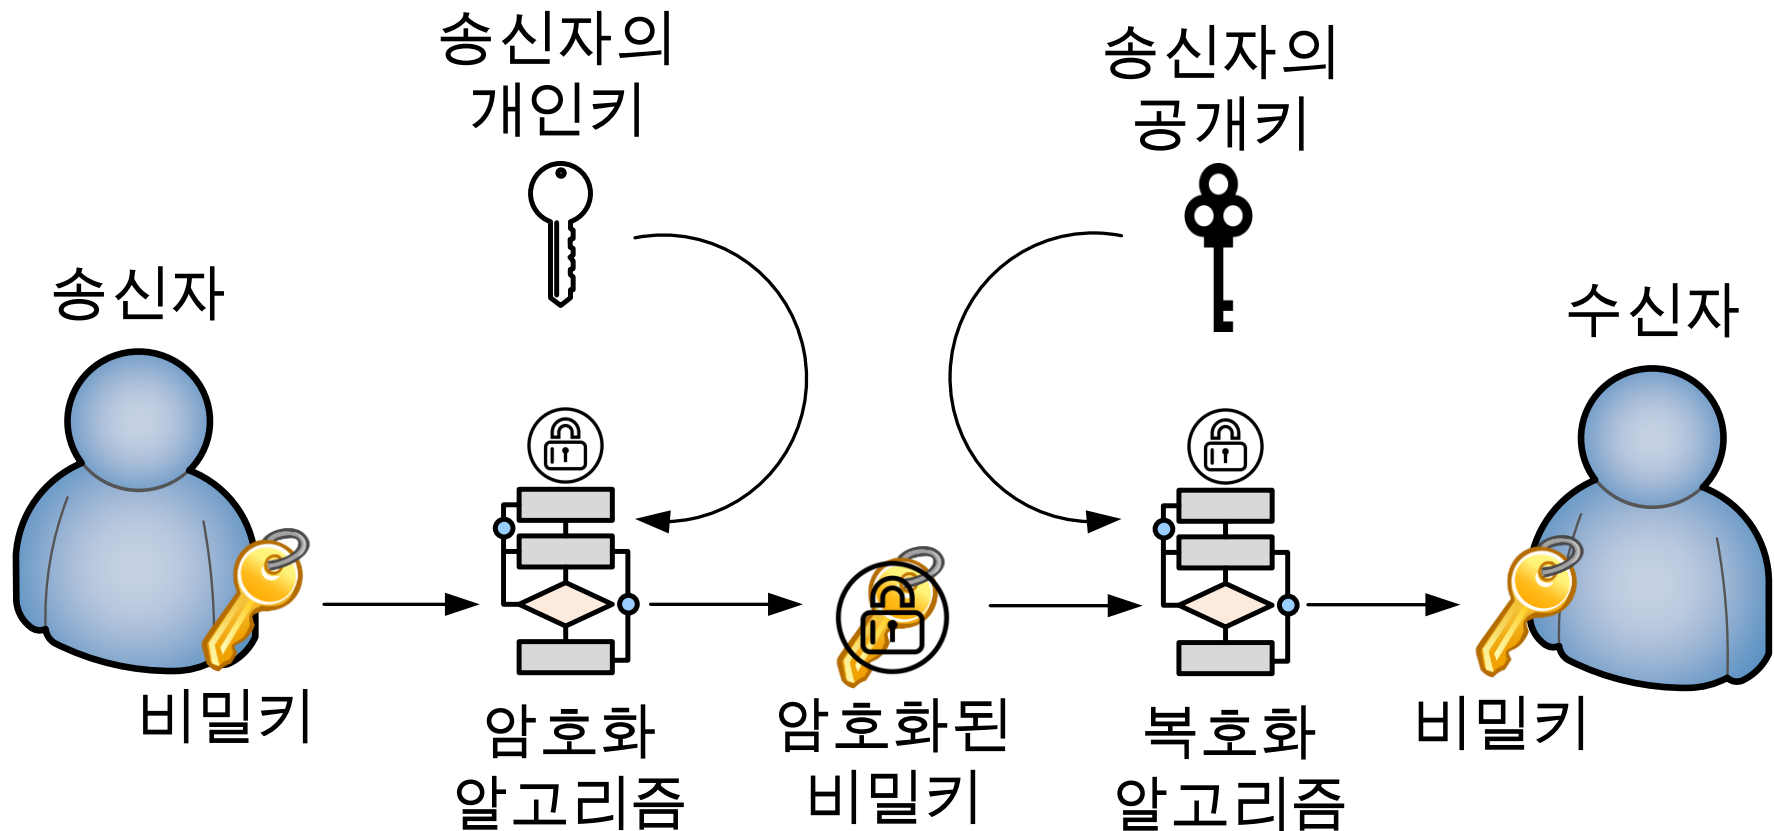 송신자의
개인키
송신자의
공개키
송신자
수신자
비밀키
암호화
알고리즘
암호화된
비밀키
복호화
알고리즘
비밀키